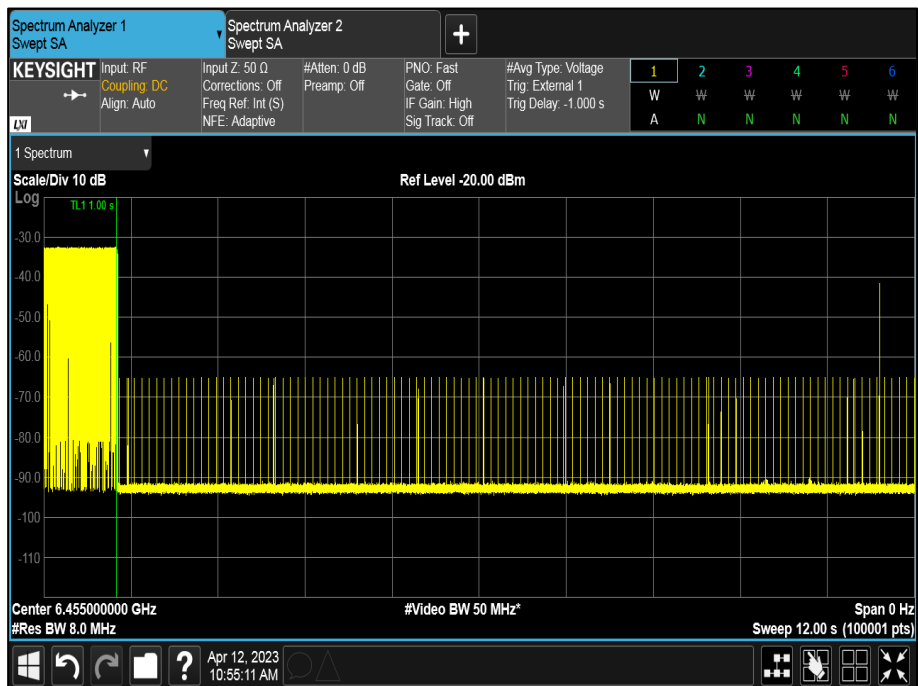 Spectrum Analyzer 1
Swept SA
Spectrum Analyzer 2
Swept SA
+
KEYSIGHT
LXI
Input: RF
Coupling: DC
Align: Auto
Input Z: 50 Ω
Corrections: Off
Freq Ref: Int (S)
NFE: Adaptive
#Atten: 0 dB
Preamp: Off
PNO: Fast
Gate: Off
IF Gain: High
Sig Track: Off
#Avg Type: Voltage
Trig: External 1
Trig Delay: -1.000 s
1 2 3 4 5 6
W W W W W W
A N N N N N
1 Spectrum
Scale/Div 10 dB
Ref Level -20.00 dBm
Log
TL1 1.00 s
-30.0
-40.0
-50.0
-60.0
-70.0
-80.0
-90.0
-100
-110
Center 6.455000000 GHz
#Video BW 50 MHz*
Span 0 Hz
#Res BW 8.0 MHz
Sweep 12.00 s (100001 pts)
?
Apr 12, 2023
10:55:11 AM